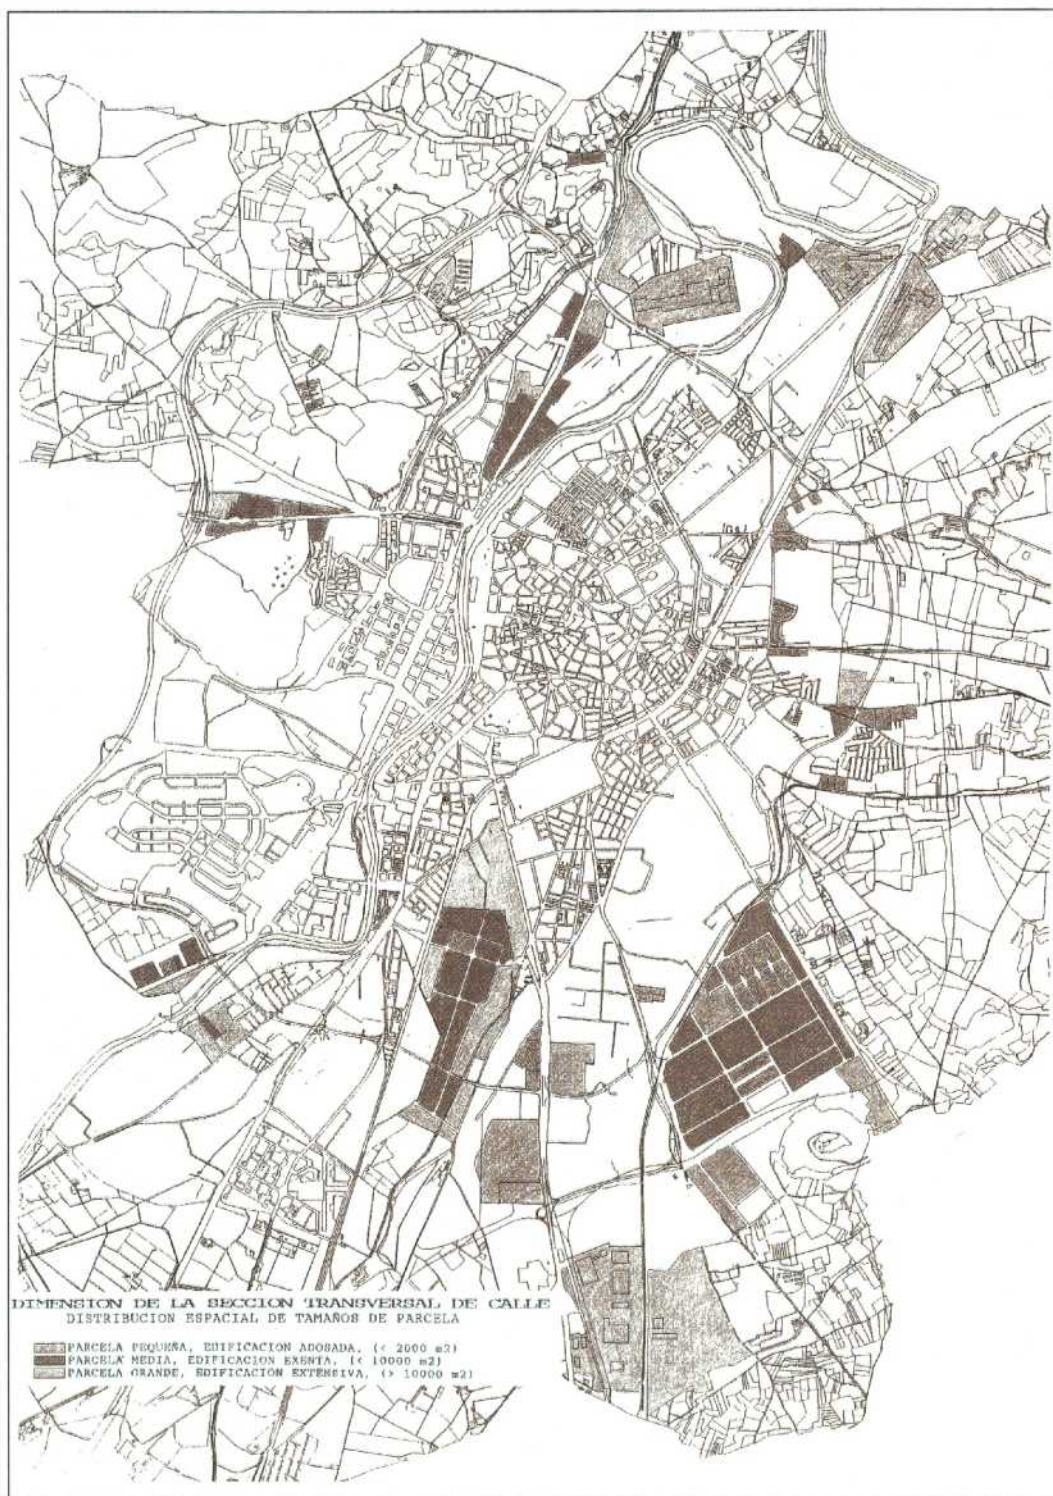 DIMENSION DE LA SECCION TRANSVERSAL DE CALLE
DISTRIBUCION ESPACIAL DE TAMAÑOS DE PARCELA
PARCELA PEQUEÑA, EDIFICACION ADOSADA, (< 2000 m2)
PARCELA MEDIA, EDIFICACION EXENTA, (< 10000 m2)
PARCELA GRANDE, EDIFICACION EXTENSIVA, (> 10000 m2)